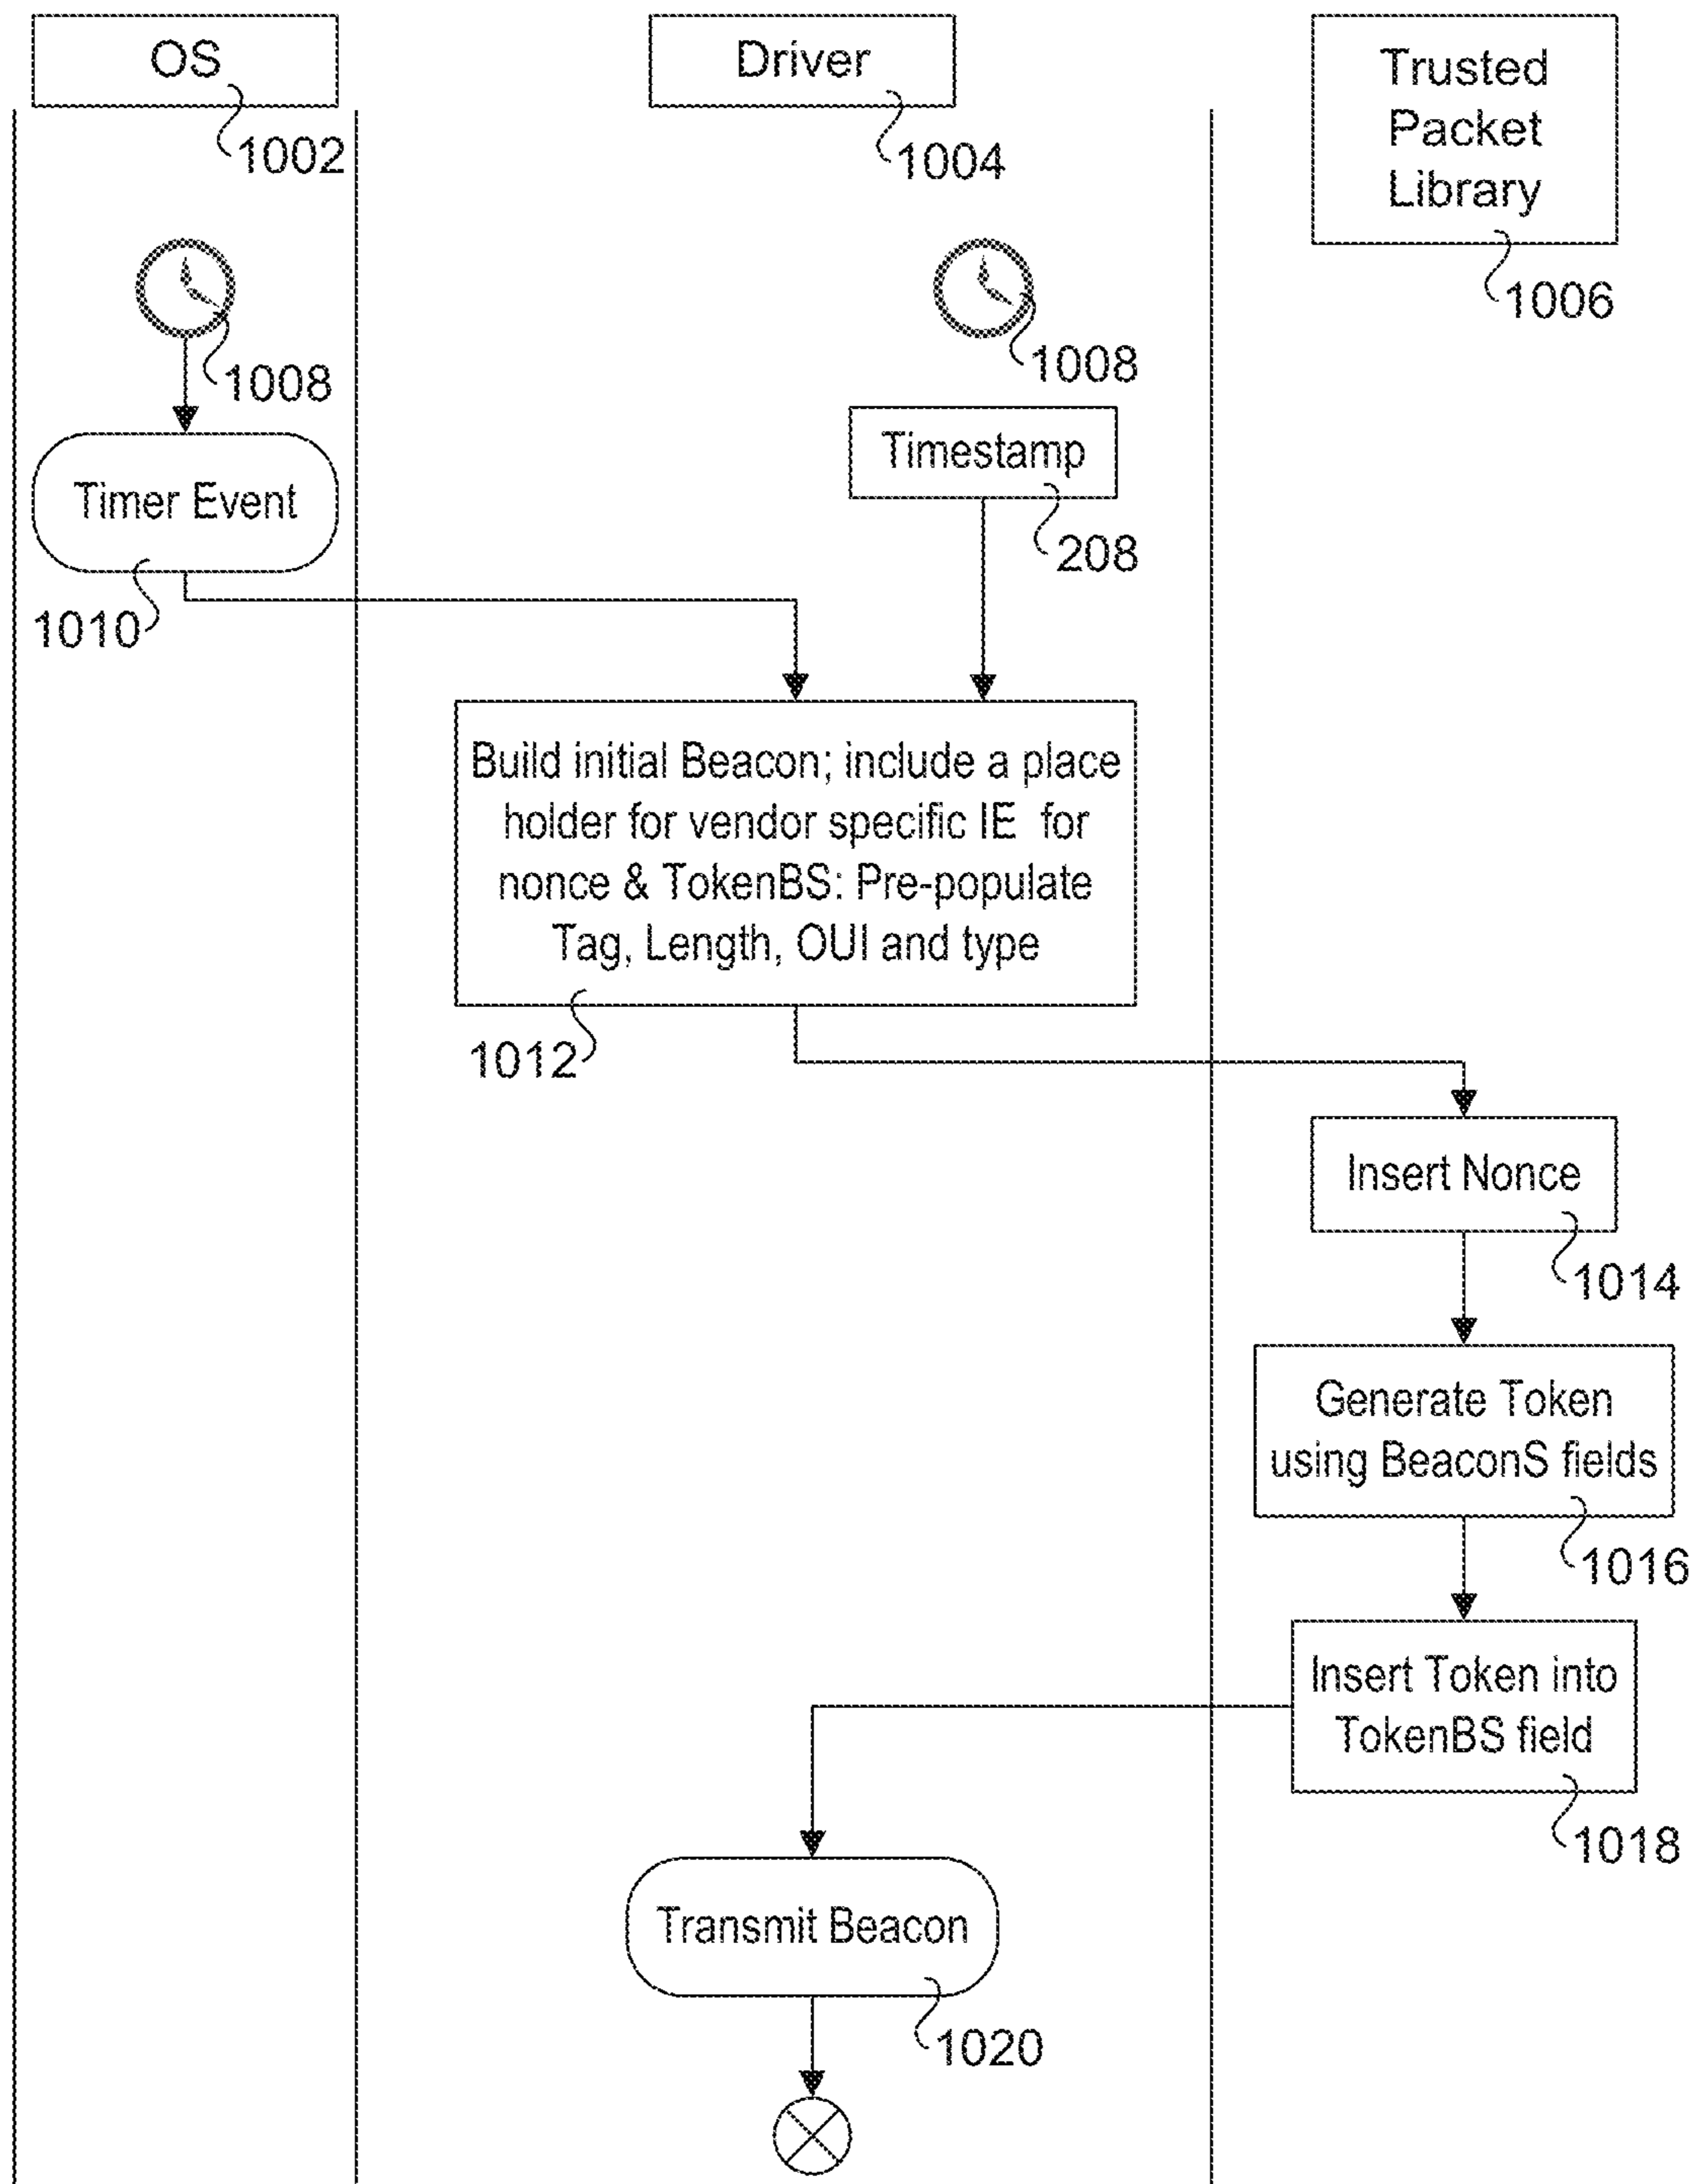 OS
1002
Driver
1004
Trusted
Packet
Library
1006
1008
1008
Timer Event
1010
Timestamp
208
Build initial Beacon; include a place
holder for vendor specific IE for
nonce & TokenBS: Pre-populate
Tag, Length, OUI and type
1012
Insert Nonce
1014
Generate Token
using BeaconS fields
1016
Insert Token into
TokenBS field
1018
Transmit Beacon
1020